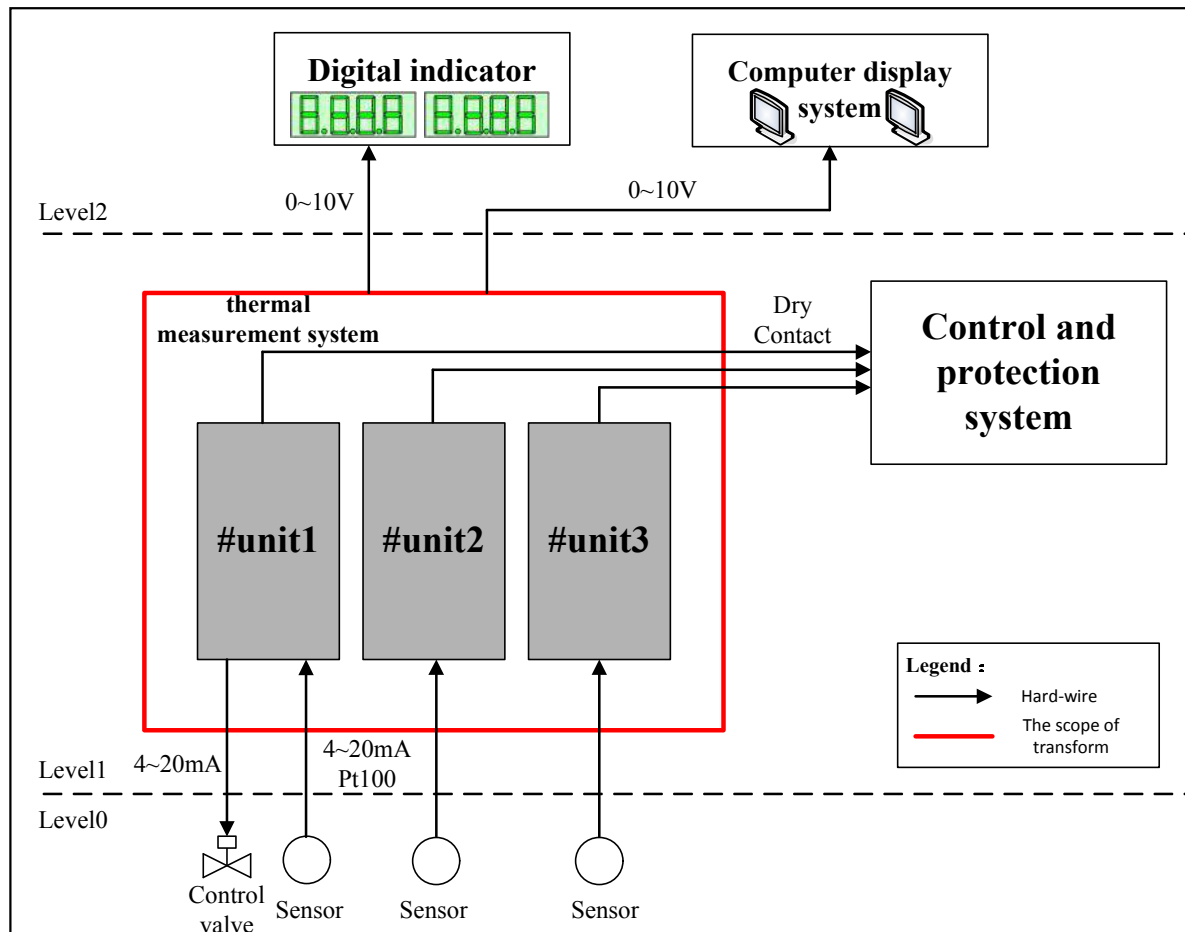 Digital indicator
Computer display
system
0~10V
0~10V
Level2
thermal
measurement system
Dry
Contact
Control and
protection
system
#unit1
#unit2
#unit3
Legend：
Hard-wire
The scope of
transform
4~20mA
4~20mA
Pt100
Level1
Level0
Control
valve
Sensor
Sensor
Sensor